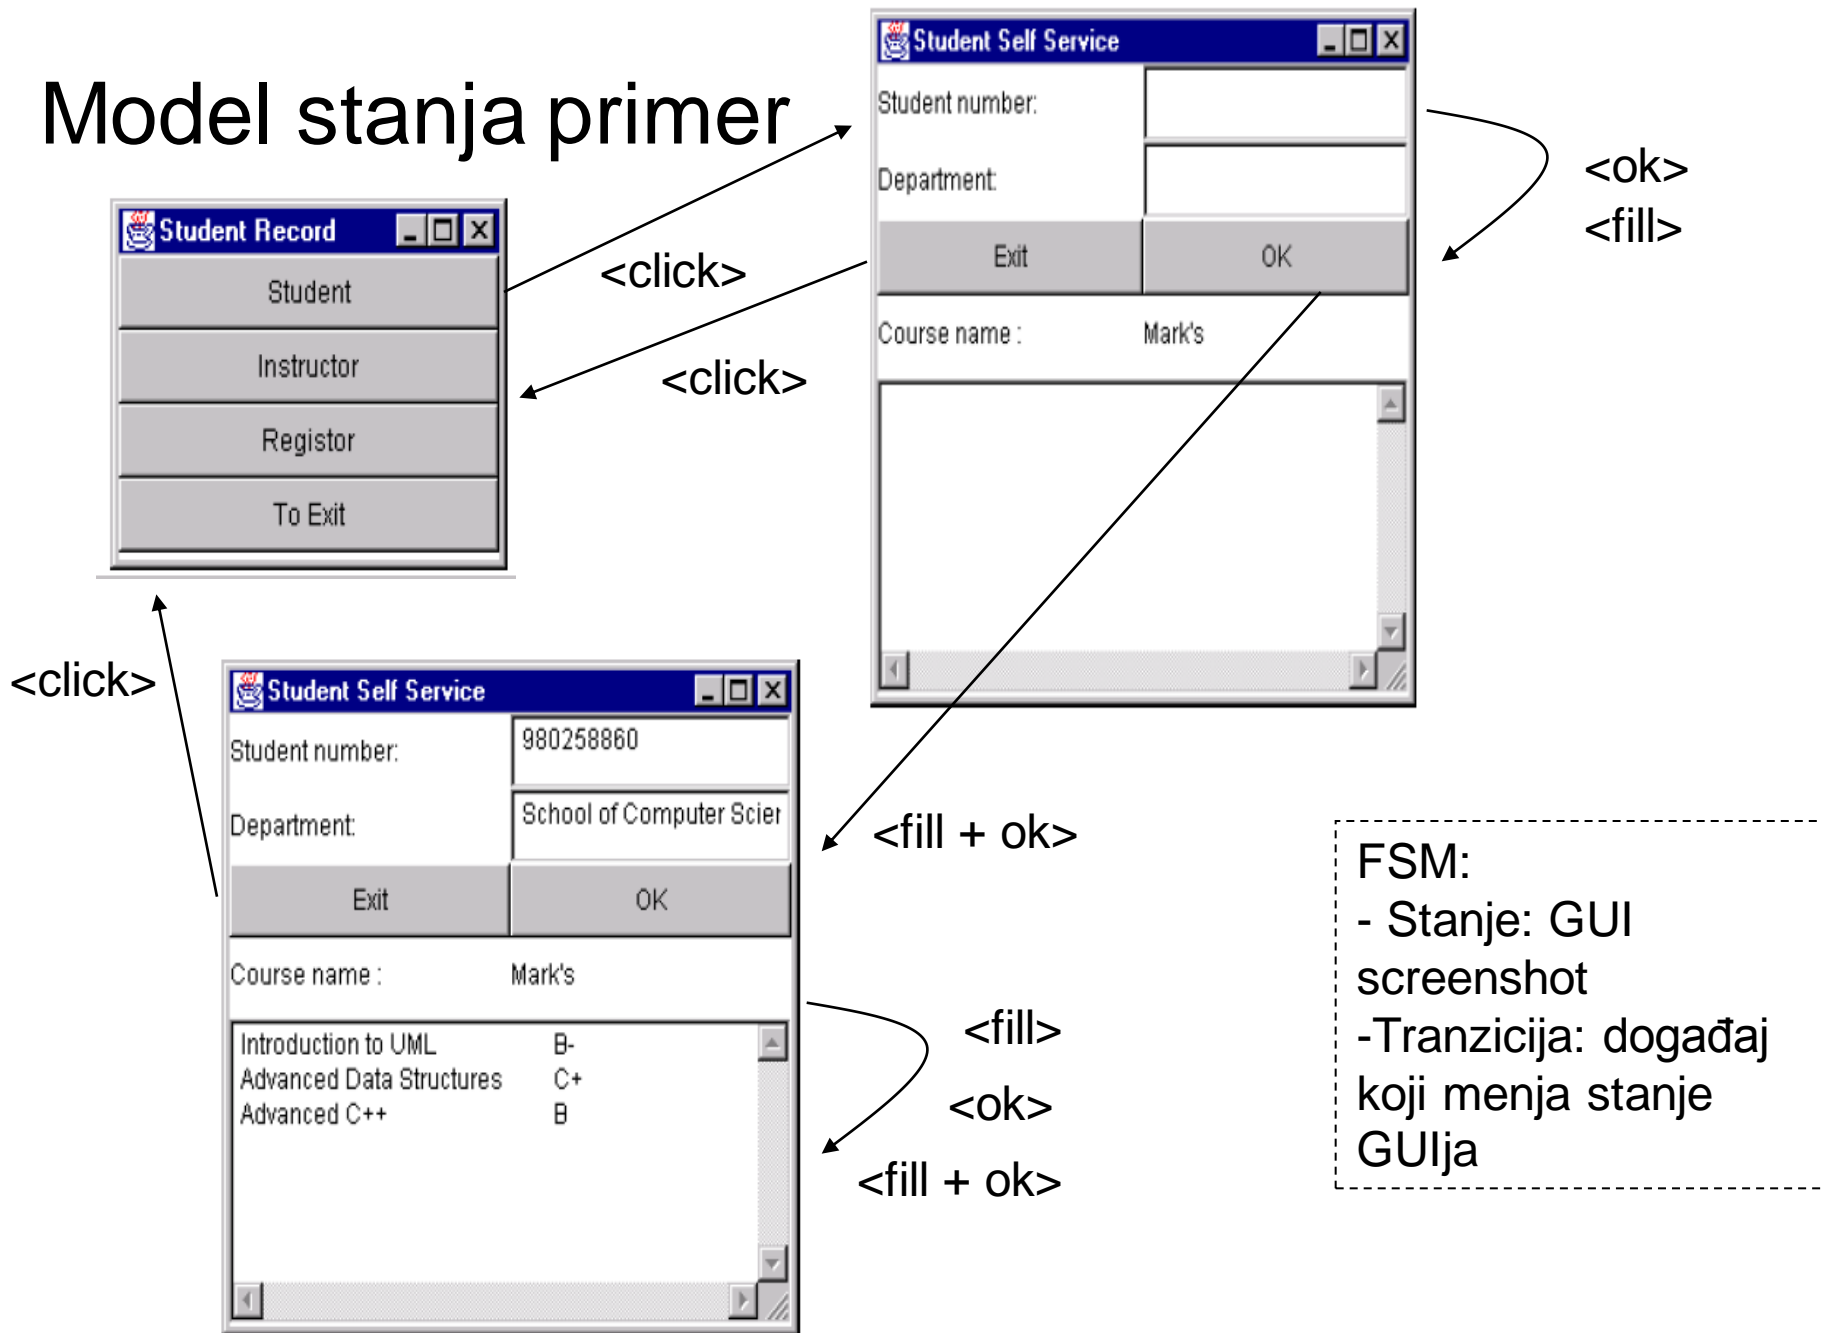 Model stanja primer
Student Record
Student
Instructor
Registor
To Exit
<click>
<click>
Student Self Service
Student number:
Department:
Exit OK
Course name : Mark's
<ok>
<fill>
<click>
Student Self Service
Student number: 980258860
Department: School of Computer Scier
Exit OK
Course name : Mark's
Introduction to UML B-
Advanced Data Structures C+
Advanced C++ B
<fill + ok>
<fill>
<ok>
<fill + ok>
FSM:
- Stanje: GUI
screenshot
-Tranzicija: događaj
koji menja stanje
GUIja